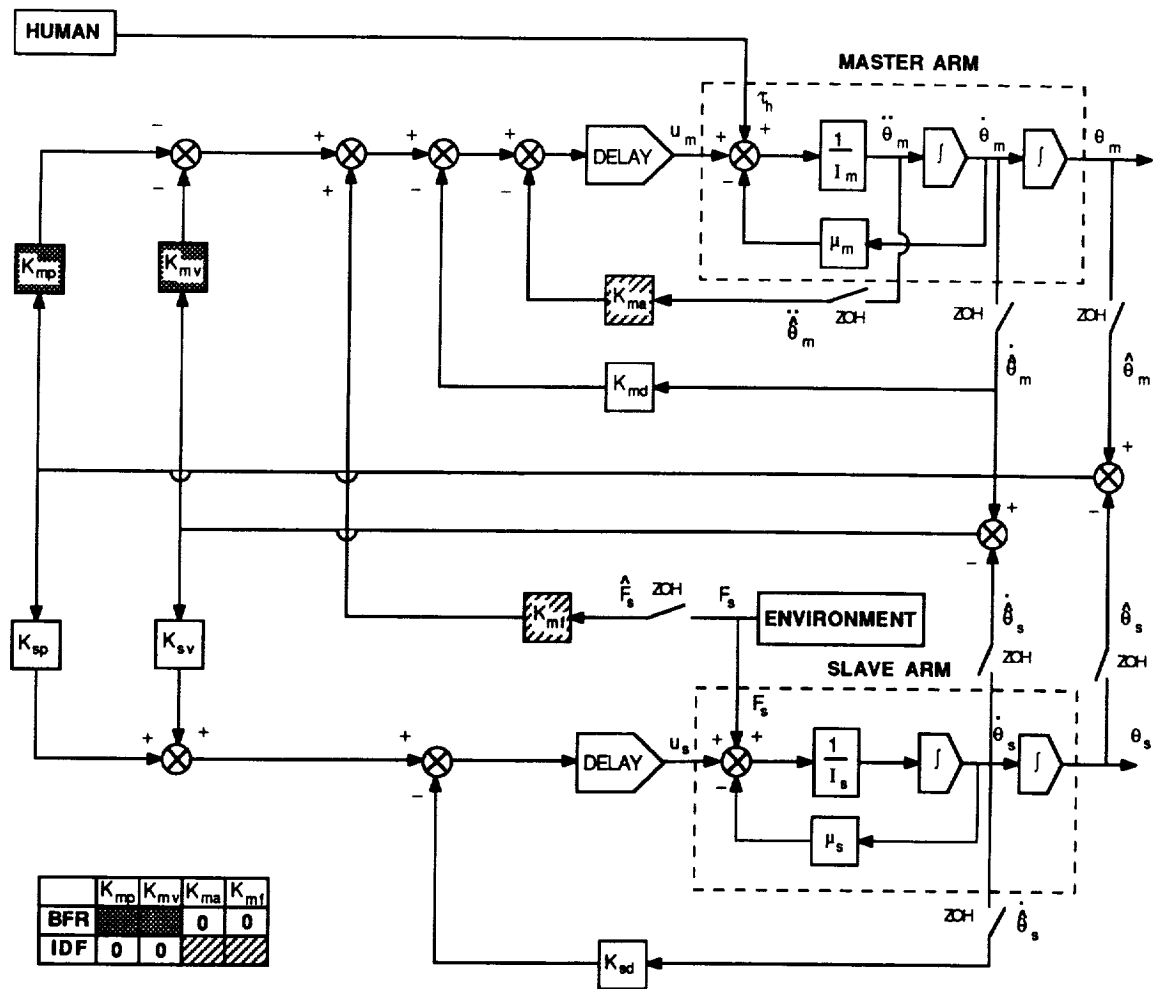 HUMAN
MASTER ARM
τh
− + + + u_m + + θ̈_m θ̇_m θ_m
DELAY
1/I_m
∫ ∫
− + − − −
K_mp K_mv
μ_m
K_ma
ZOH
θ̈̂_m
ZOH
ZOH
K_md
θ̇̂_m
θ̂_m
+
−
+
−
F̂_s ZOH F_s
K_mf
ENVIRONMENT
θ̇̂_s
θ̂_s
K_sp K_sv
ZOH
ZOH
SLAVE ARM
F_s
+ + + u_s + + θ̇_s θ_s
DELAY
1/I_s
∫ ∫
− −
μ_s
K_mp K_mv K_ma K_mf
BFR 0 0
IDF 0 0
ZOH
θ̇̂_s
K_sd